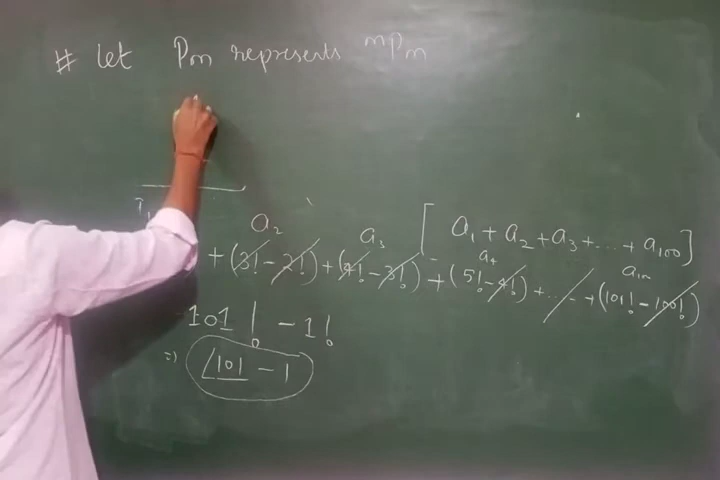 # let Pm represents ᵐPm
[a₁ + a₂ + a₃ + ... + a₁₀₀]
a₂ a₃ a₄
+ (3! - 2!) + (4! - 3!) + (5! - 4!) + ... + (101! - 100!)
101! - 1!
⇒ ∠101 - 1